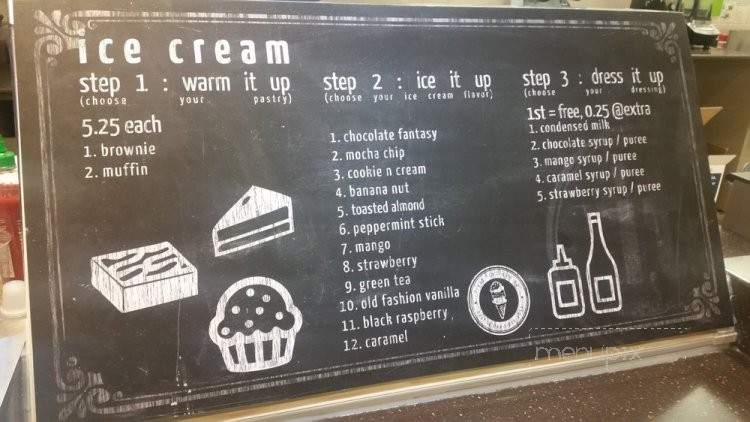 ice cream
step 1 : warm it up
(choose your pastry)
5.25 each
1. brownie
2. muffin
step 2 : ice it up
(choose your ice cream flavor)
1. chocolate fantasy
2. mocha chip
3. cookie n cream
4. banana nut
5. toasted almond
6. peppermint stick
7. mango
8. strawberry
9. green tea
10. old fashion vanilla
11. black raspberry
12. caramel
step 3 : dress it up
(choose your dressing)
1st = free, 0.25 @extra
1. condensed milk
2. chocolate syrup / puree
3. mango syrup / puree
4. caramel syrup / puree
5. strawberry syrup / puree
menupix